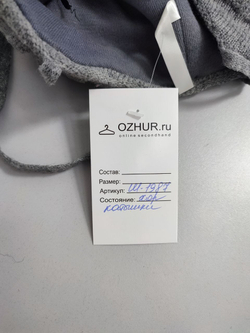 OZHUR.ru
online secondhand
Состав:
Размер:
Артикул: Ш-1987
Состояние: хор
катышки